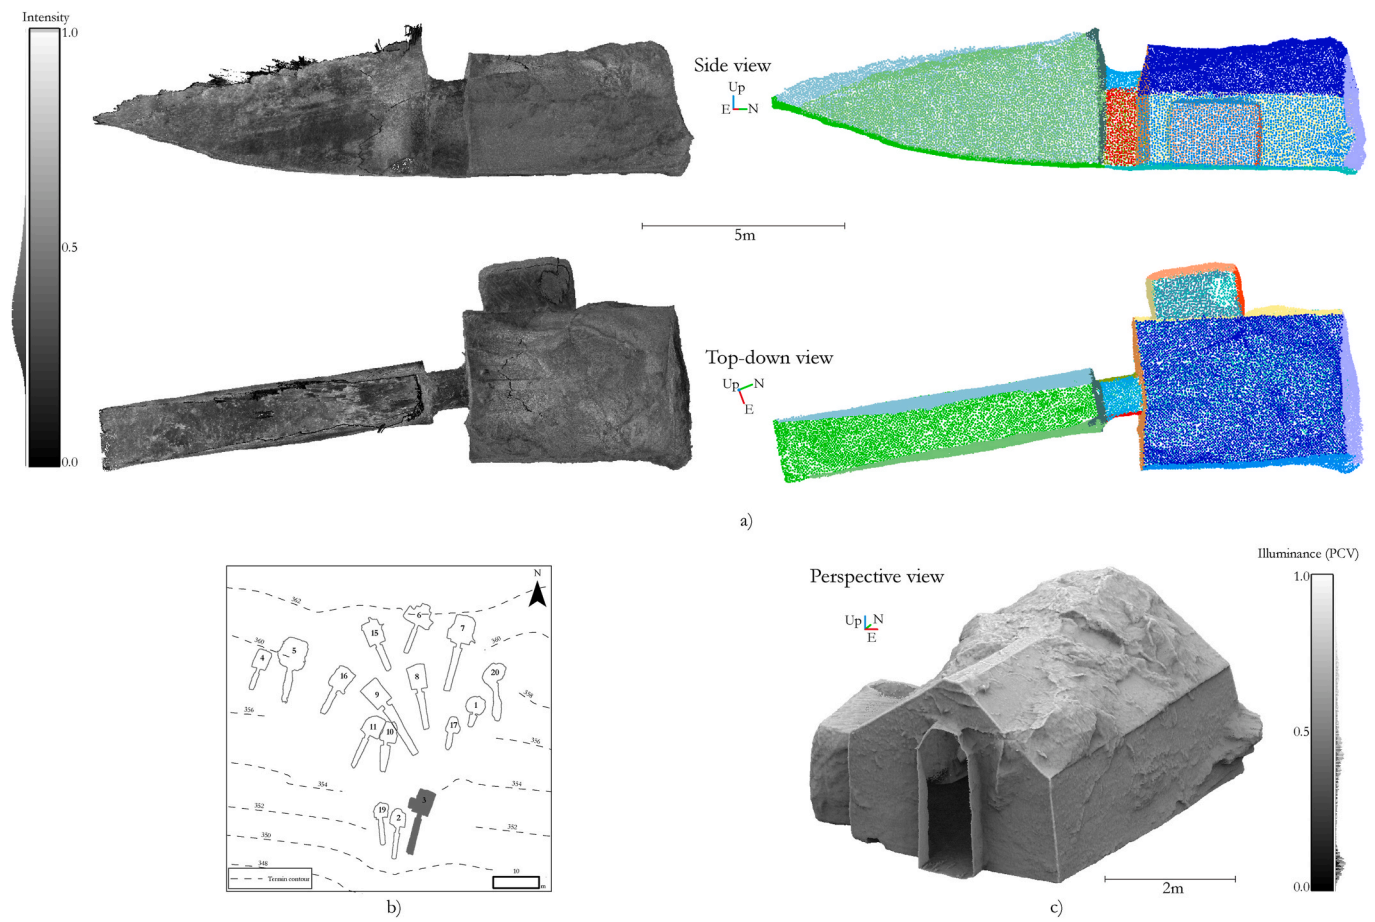 Intensity
1.0
0.5
0.0
Side view
Up
E N
5m
Top-down view
Up N
E
a)
N
362
360
360
358
356
356
354
354
352
352
350
348
4
5
15
6
7
16
9
8
20
1
17
11
10
3
19
2
Terrain contour
10
m
b)
Perspective view
Up N
E
Illuminance (PCV)
1.0
0.5
0.0
2m
c)